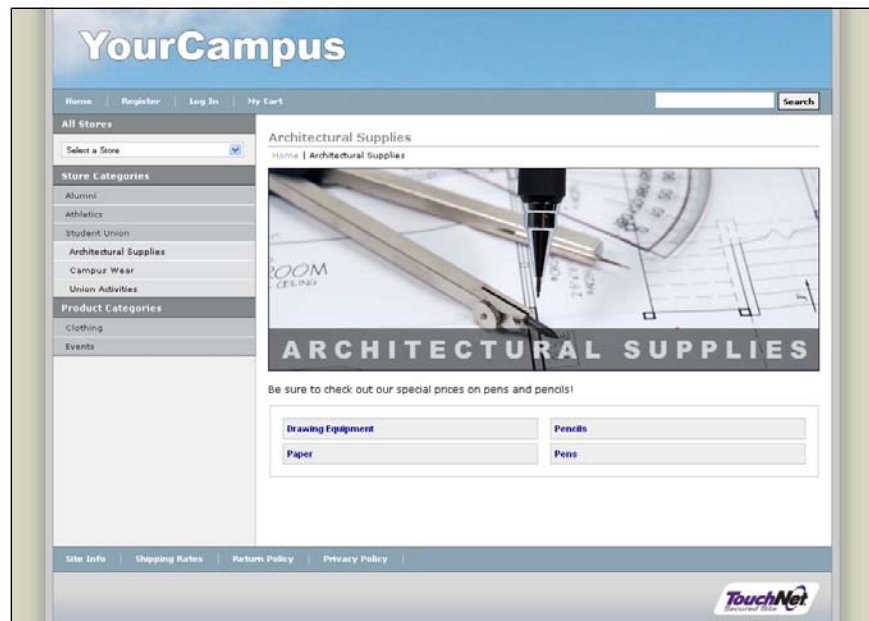 YourCampus
Home | Register | Log In | My Cart
Search
All Stores
Select a Store
Store Categories
Alumni
Athletics
Student Union
Architectural Supplies
Campus Wear
Union Activities
Product Categories
Clothing
Events
Architectural Supplies
Home | Architectural Supplies
ROOM
CEILING
ARCHITECTURAL SUPPLIES
Be sure to check out our special prices on pens and pencils!
Drawing Equipment
Pencils
Paper
Pens
Site Info | Shipping Rates | Return Policy | Privacy Policy |
TouchNet
Secured Site